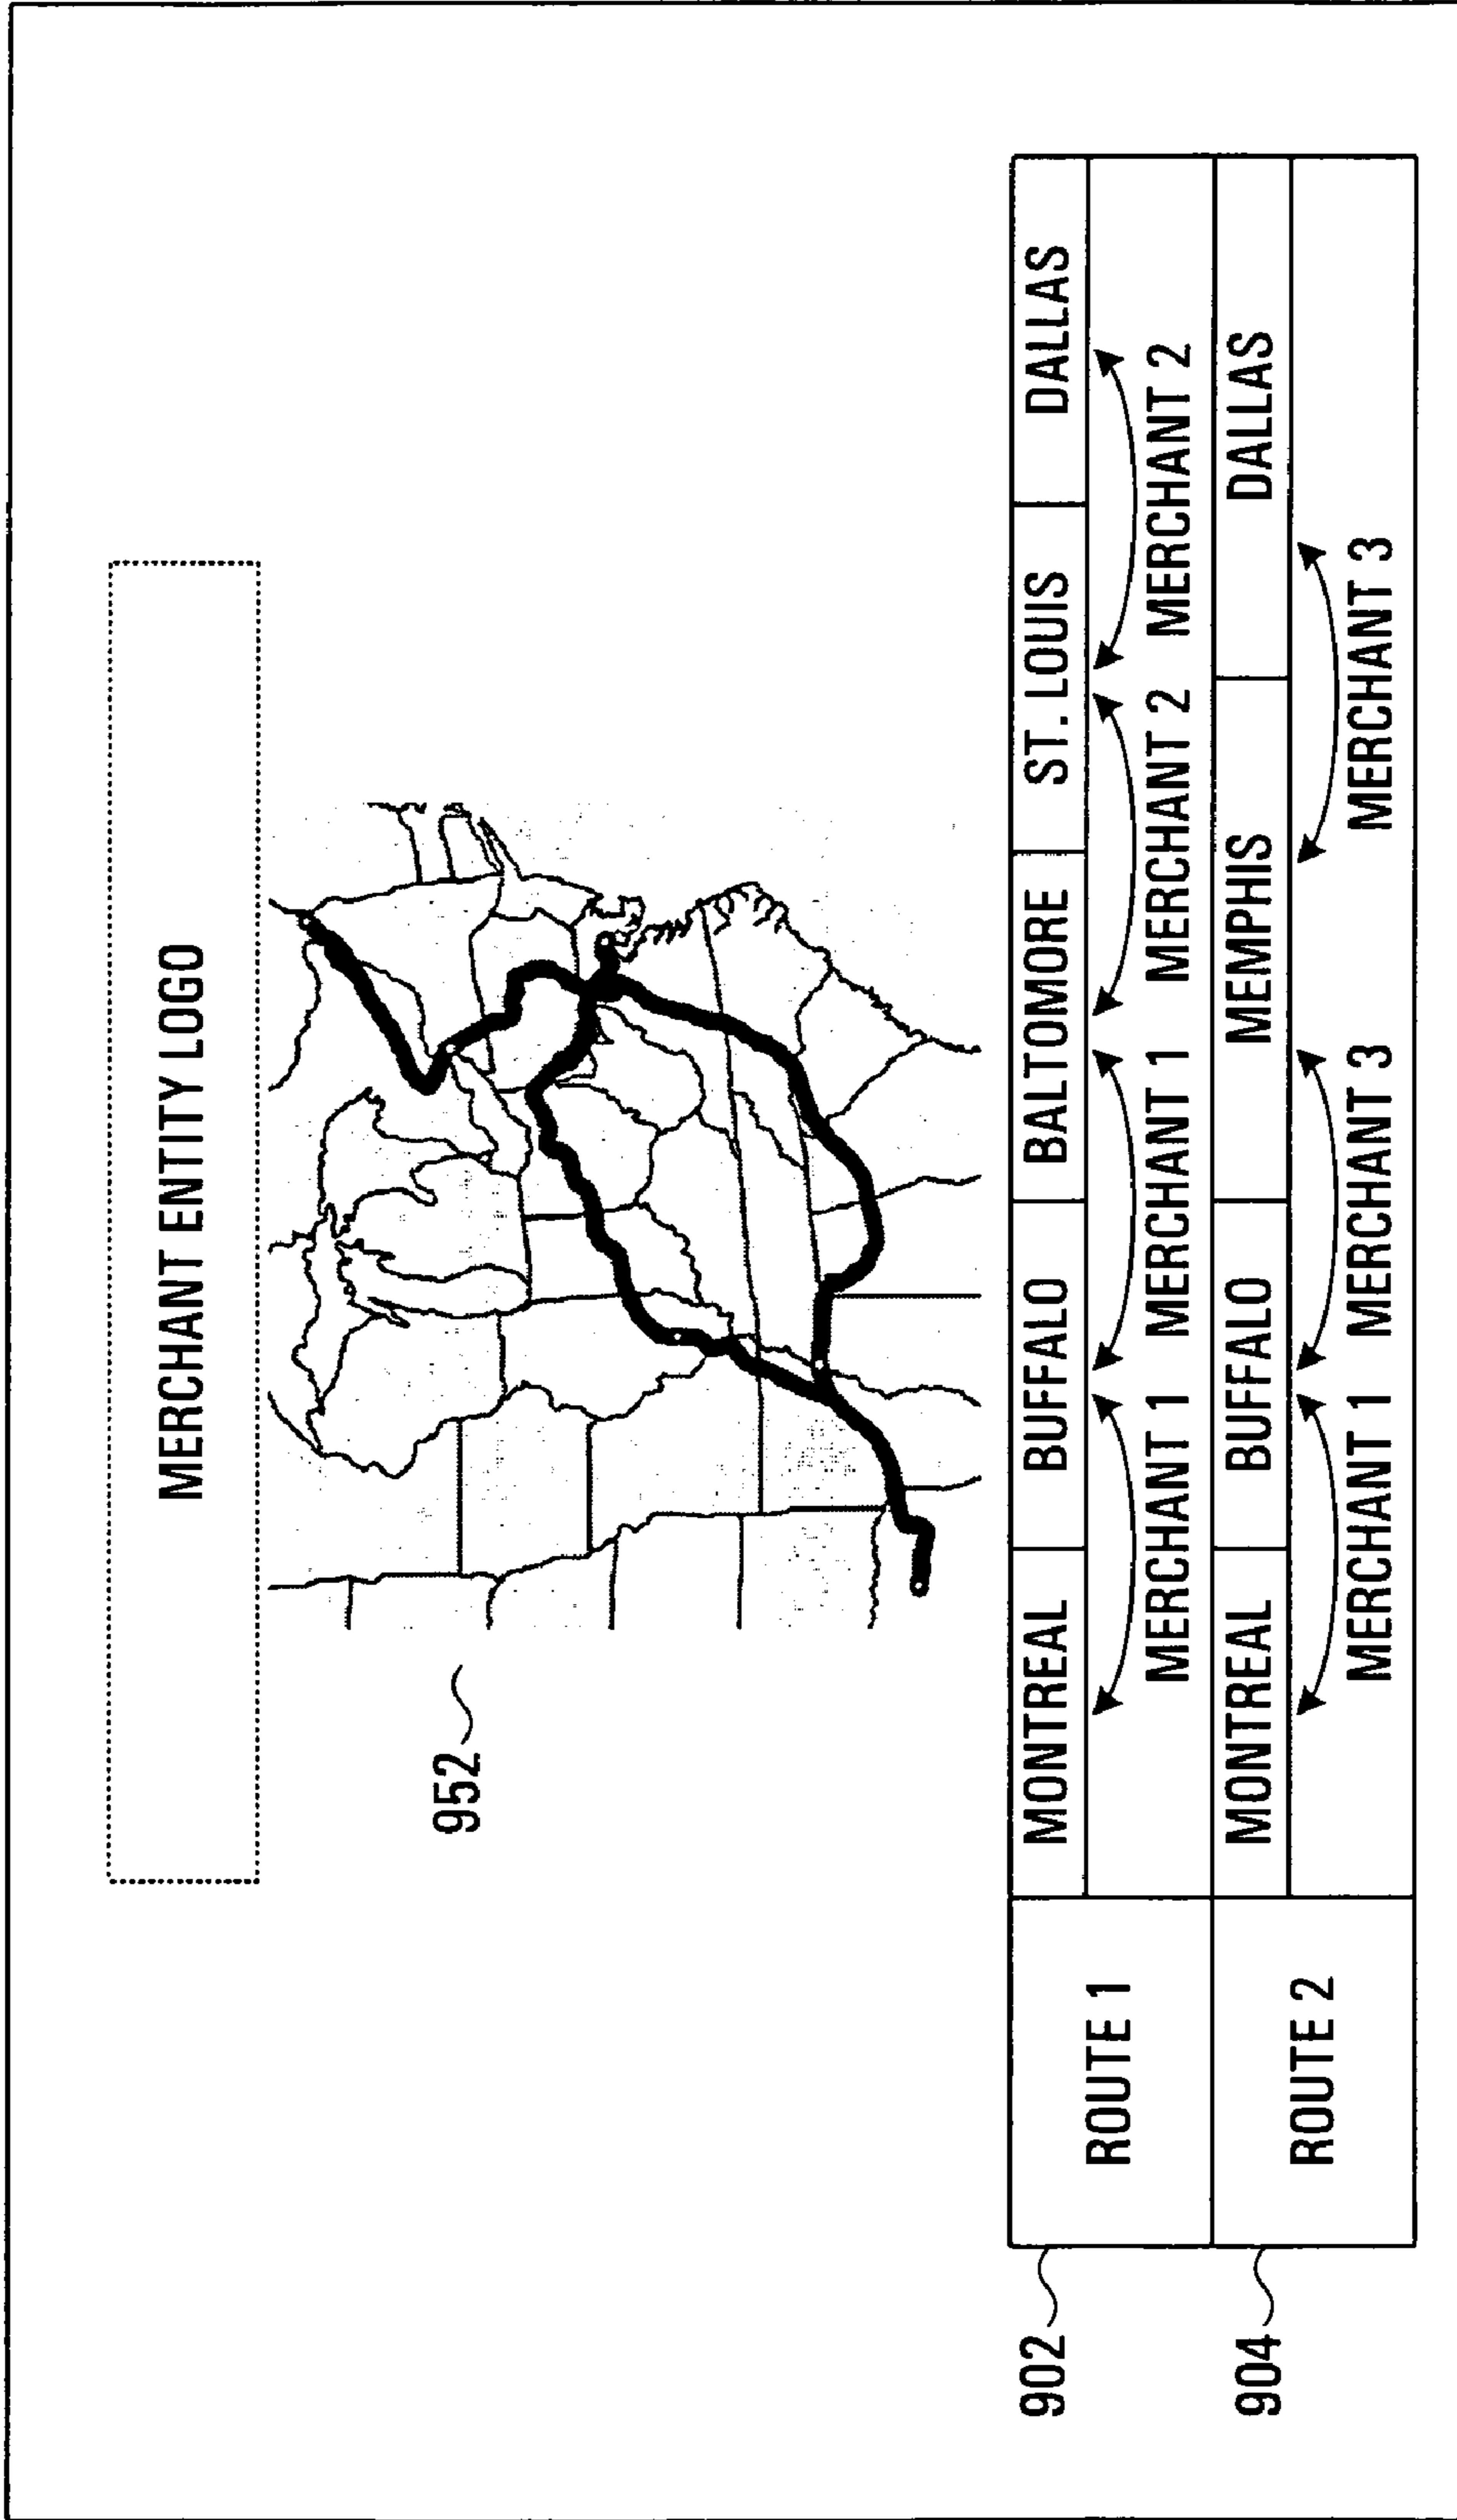 MERCHANT ENTITY LOGO
952
902
ROUTE 1
MONTREAL BUFFALO BALTOMORE ST. LOUIS DALLAS
MERCHANT 1 MERCHANT 1 MERCHANT 2 MERCHANT 2
904
ROUTE 2
MONTREAL BUFFALO MEMPHIS DALLAS
MERCHANT 1 MERCHANT 3 MERCHANT 3